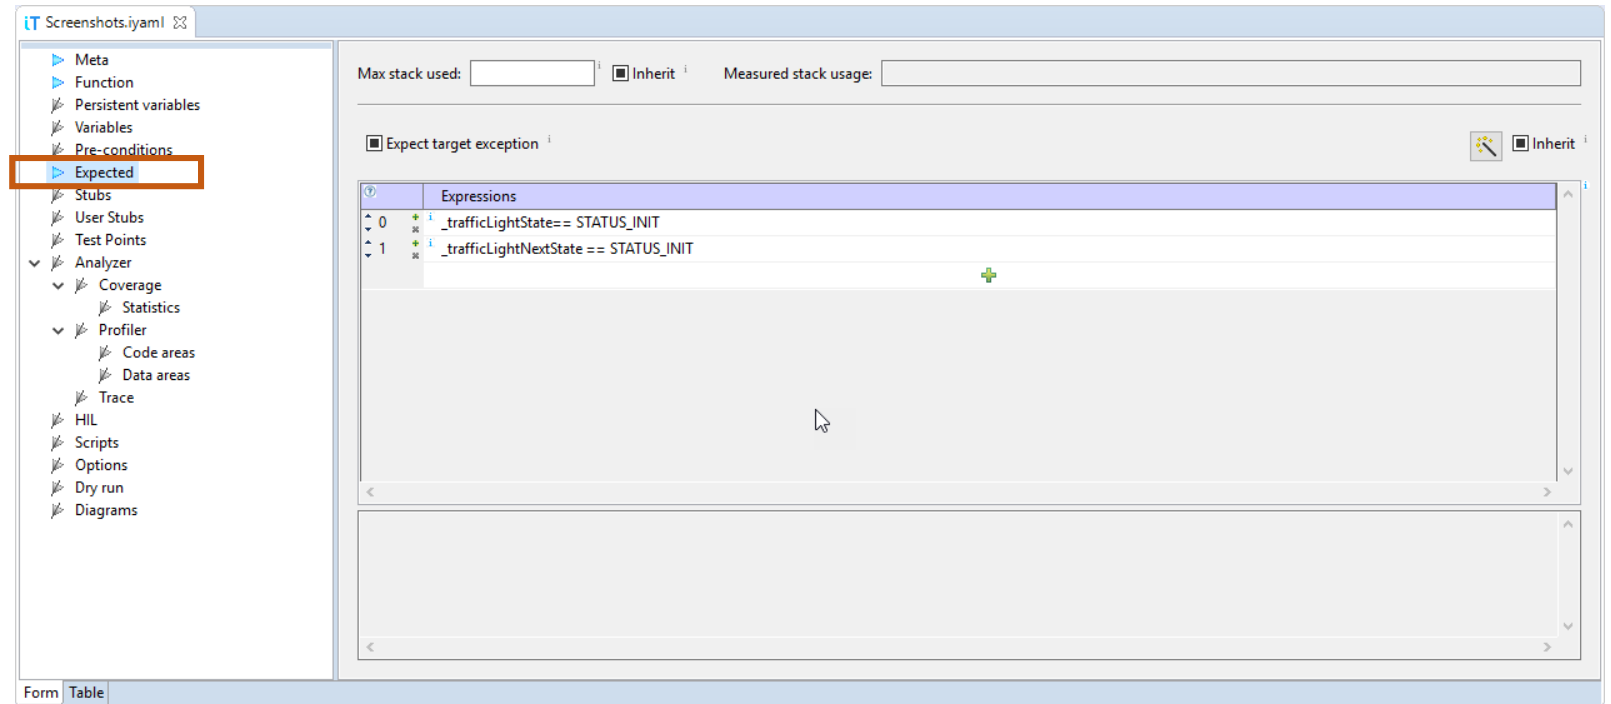 iT Screenshots.iyaml
Meta
Function
Persistent variables
Variables
Pre-conditions
Expected
Stubs
User Stubs
Test Points
Analyzer
Coverage
Statistics
Profiler
Code areas
Data areas
Trace
HIL
Scripts
Options
Dry run
Diagrams
Max stack used: i Inherit i Measured stack usage:
Expect target exception i Inherit i
? Expressions i
0 i _trafficLightState== STATUS_INIT
1 i _trafficLightNextState == STATUS_INIT
Form Table